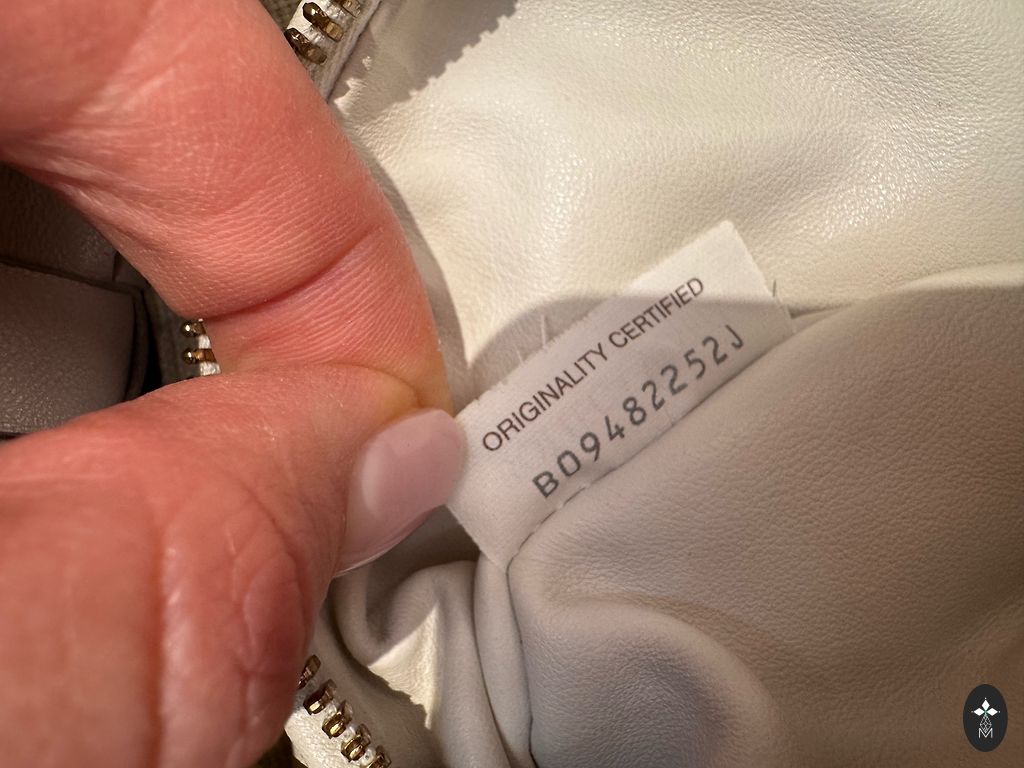 ORIGINALITY CERTIFIED
B09482252J
M